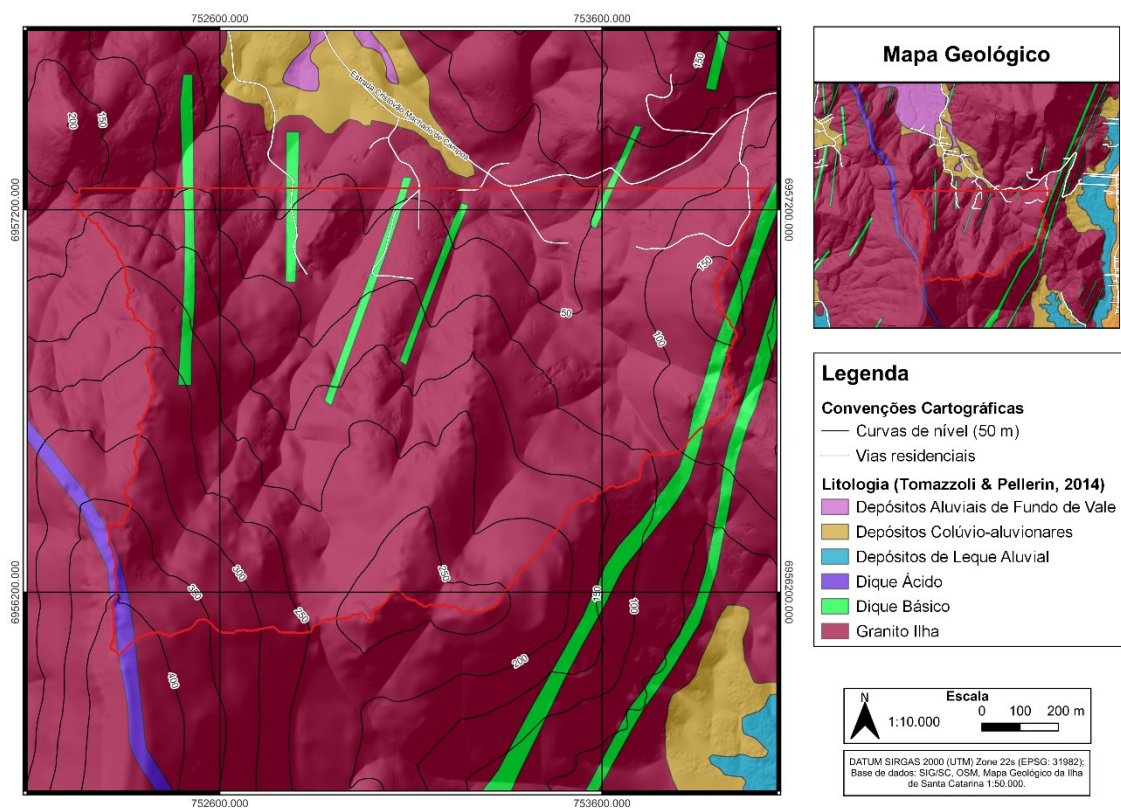 752600.000
753600.000
150
200
150
Estrada Cristóvão Machado de Campos
6957200.000
6957200.000
150
50
100
6956200.000
6956200.000
300
300
250
250
150
100
200
400
752600.000
753600.000
Mapa Geológico
Legenda
Convenções Cartográficas
Curvas de nível (50 m)
Vias residenciais
Litologia (Tomazzoli & Pellerin, 2014)
Depósitos Aluviais de Fundo de Vale
Depósitos Colúvio-aluvionares
Depósitos de Leque Aluvial
Dique Ácido
Dique Básico
Granito Ilha
N
Escala
1:10.000
0 100 200 m
DATUM SIRGAS 2000 (UTM) Zone 22s (EPSG: 31982);
Base de dados: SIG/SC, OSM, Mapa Geológico da Ilha
de Santa Catarina 1:50.000.